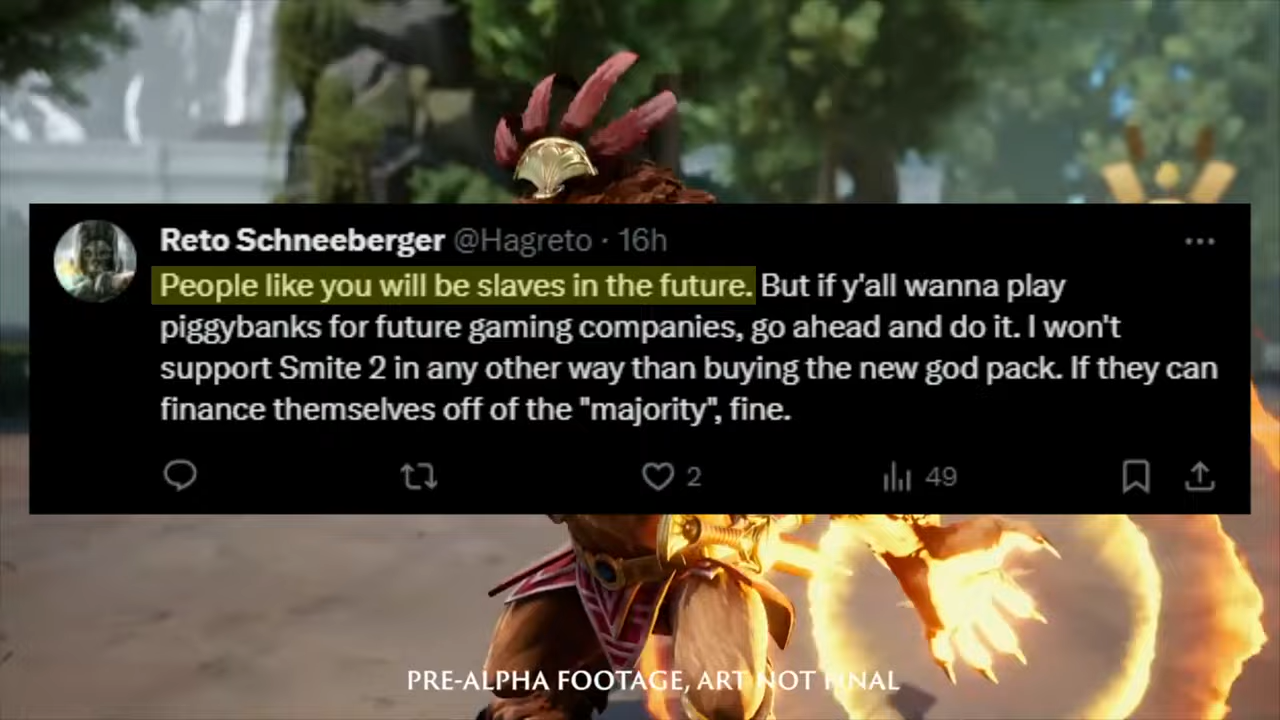 Reto Schneeberger @Hagreto · 16h
People like you will be slaves in the future. But if y'all wanna play
piggybanks for future gaming companies, go ahead and do it. I won't
support Smite 2 in any other way than buying the new god pack. If they can
finance themselves off of the "majority", fine.
2
49
PRE-ALPHA FOOTAGE, ART NOT FINAL